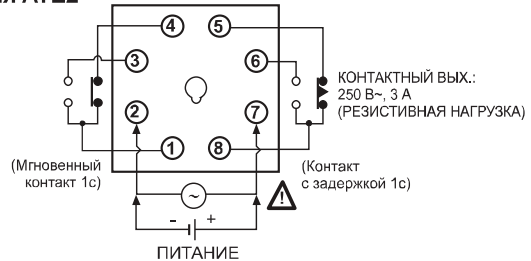 4 5
3 6
2 7
1 8
КОНТАКТНЫЙ ВЫХ.:
250 В~, 3 А
(РЕЗИСТИВНАЯ НАГРУЗКА)
(Мгновенный
контакт 1с)
(Контакт
с задержкой 1с)
~
!
- +
ПИТАНИЕ